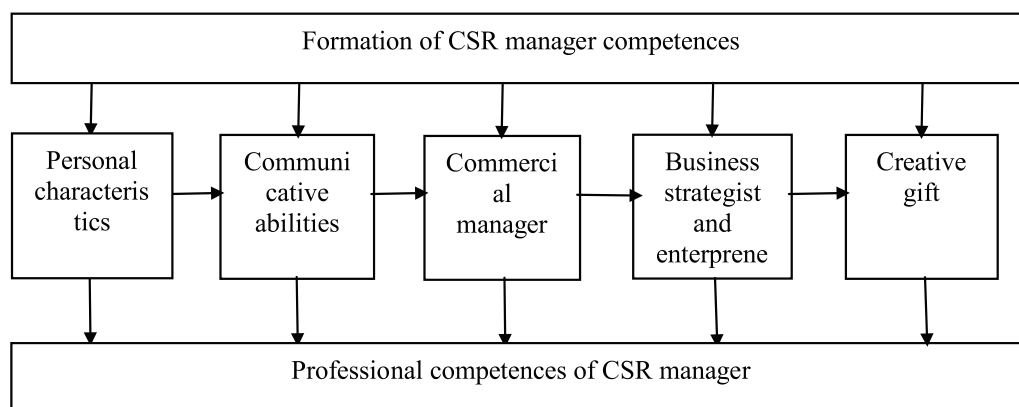 Formation of CSR manager competences
Personal
characteris
tics
Communi
cative
abilities
Commerci
al
manager
Business
strategist
and
enterprene
Creative
gift
Professional competences of CSR manager